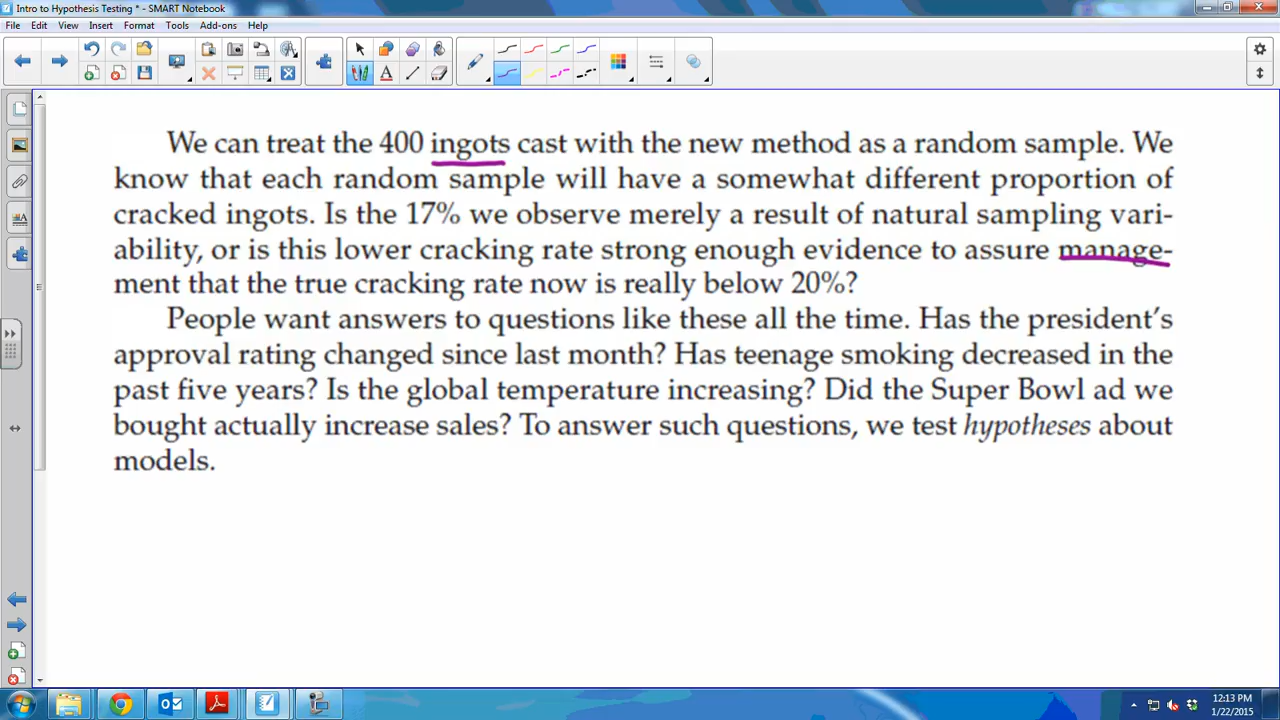 Intro to Hypothesis Testing * - SMART Notebook
File Edit View Insert Format Tools Add-ons Help
We can treat the 400 ingots cast with the new method as a random sample. We
know that each random sample will have a somewhat different proportion of
cracked ingots. Is the 17% we observe merely a result of natural sampling vari-
ability, or is this lower cracking rate strong enough evidence to assure manage-
ment that the true cracking rate now is really below 20%?
People want answers to questions like these all the time. Has the president's
approval rating changed since last month? Has teenage smoking decreased in the
past five years? Is the global temperature increasing? Did the Super Bowl ad we
bought actually increase sales? To answer such questions, we test hypotheses about
models.
12:13 PM
1/22/2015